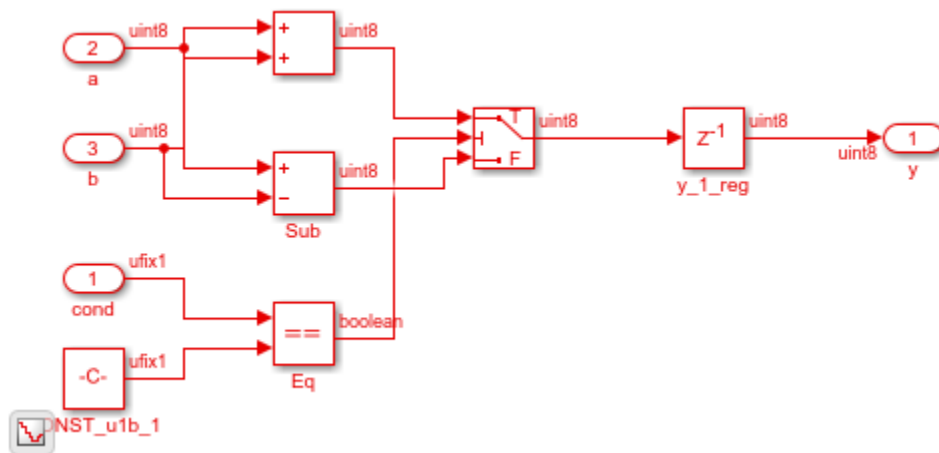 uint8
2
a
+
+
uint8
uint8
3
b
+
−
uint8
Sub
T
F
uint8
Z-1
y_1_reg
uint8
uint8
1
y
ufix1
1
cond
==
boolean
Eq
ufix1
-C-
NST_u1b_1